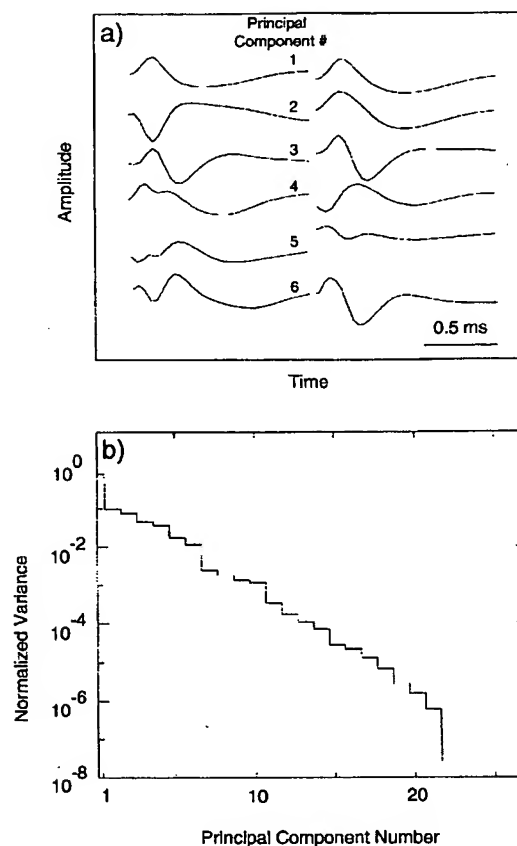 a)
Principal
Component #
1
2
3
4
5
6
Amplitude
0.5 ms
Time
b)
10^0
10^-2
10^-4
10^-6
10^-8
Normalized Variance
1
10
20
Principal Component Number